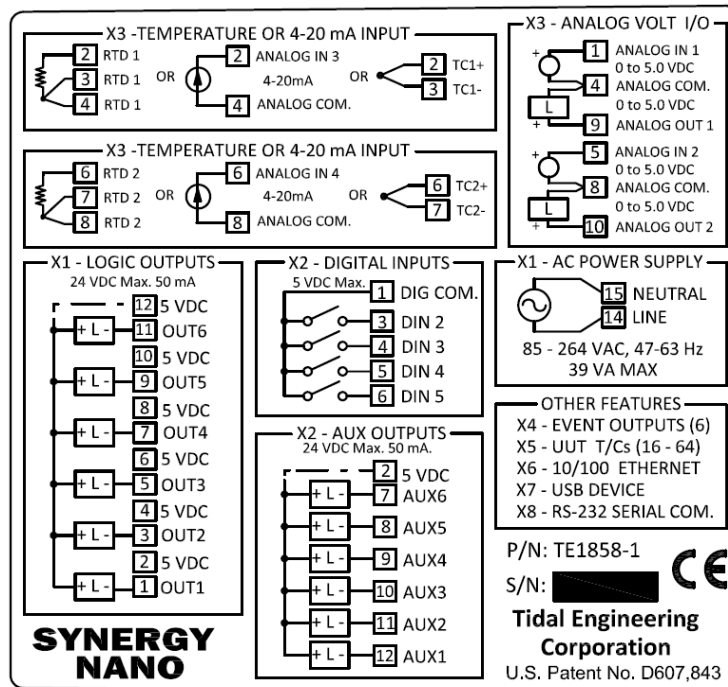 X3 -TEMPERATURE OR 4-20 mA INPUT
2 RTD 1
3 RTD 1
4 RTD 1
OR
2 ANALOG IN 3
4-20mA
4 ANALOG COM.
OR
2 TC1+
3 TC1-
X3 -TEMPERATURE OR 4-20 mA INPUT
6 RTD 2
7 RTD 2
8 RTD 2
OR
6 ANALOG IN 4
4-20mA
8 ANALOG COM.
OR
6 TC2+
7 TC2-
X3 - ANALOG VOLT I/O
+ 1 ANALOG IN 1
0 to 5.0 VDC
4 ANALOG COM.
L 0 to 5.0 VDC
+ 9 ANALOG OUT 1
+ 5 ANALOG IN 2
0 to 5.0 VDC
8 ANALOG COM.
L 0 to 5.0 VDC
+ 10 ANALOG OUT 2
X1 - LOGIC OUTPUTS
24 VDC Max. 50 mA
12 5 VDC
+ L - 11 OUT6
10 5 VDC
+ L - 9 OUT5
8 5 VDC
+ L - 7 OUT4
6 5 VDC
+ L - 5 OUT3
4 5 VDC
+ L - 3 OUT2
2 5 VDC
+ L - 1 OUT1
X2 - DIGITAL INPUTS
5 VDC Max.
1 DIG COM.
3 DIN 2
4 DIN 3
5 DIN 4
6 DIN 5
X2 - AUX OUTPUTS
24 VDC Max. 50 mA.
2 5 VDC
+ L - 7 AUX6
+ L - 8 AUX5
+ L - 9 AUX4
+ L - 10 AUX3
+ L - 11 AUX2
+ L - 12 AUX1
X1 - AC POWER SUPPLY
15 NEUTRAL
14 LINE
85 - 264 VAC, 47-63 Hz
39 VA MAX
OTHER FEATURES
X4 - EVENT OUTPUTS (6)
X5 - UUT T/Cs (16 - 64)
X6 - 10/100 ETHERNET
X7 - USB DEVICE
X8 - RS-232 SERIAL COM.
P/N: TE1858-1
CE
S/N:
Tidal Engineering
Corporation
U.S. Patent No. D607,843
SYNERGY
NANO